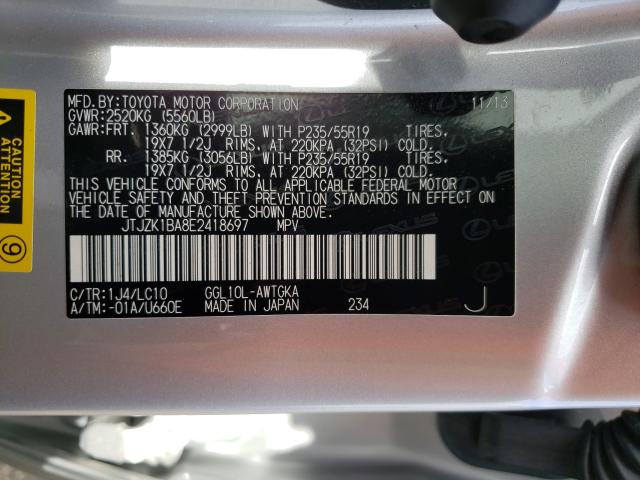 MFD.BY:TOYOTA MOTOR CORPORATION 11/13
GVWR:2520KG (5560LB)
GAWR:FRT. 1360KG (2999LB) WITH P235/55R19 TIRES.
19X7 1/2J RIMS. AT 220KPA (32PSI) COLD.
RR. 1385KG (3056LB) WITH P235/55R19 TIRES.
19X7 1/2J RIMS. AT 220KPA (32PSI) COLD.
THIS VEHICLE CONFORMS TO ALL APPLICABLE FEDERAL MOTOR
VEHICLE SAFETY AND THEFT PREVENTION STANDARDS IN EFFECT
ON THE DATE OF MANUFACTURE SHOWN ABOVE.
JTJZK1BA8E2418697 MPV
C/TR:1J4/LC10 GGL10L-AWTGKA
A/TM:-01A/U660E MADE IN JAPAN 234 J
CAUTION
9
LEXUS